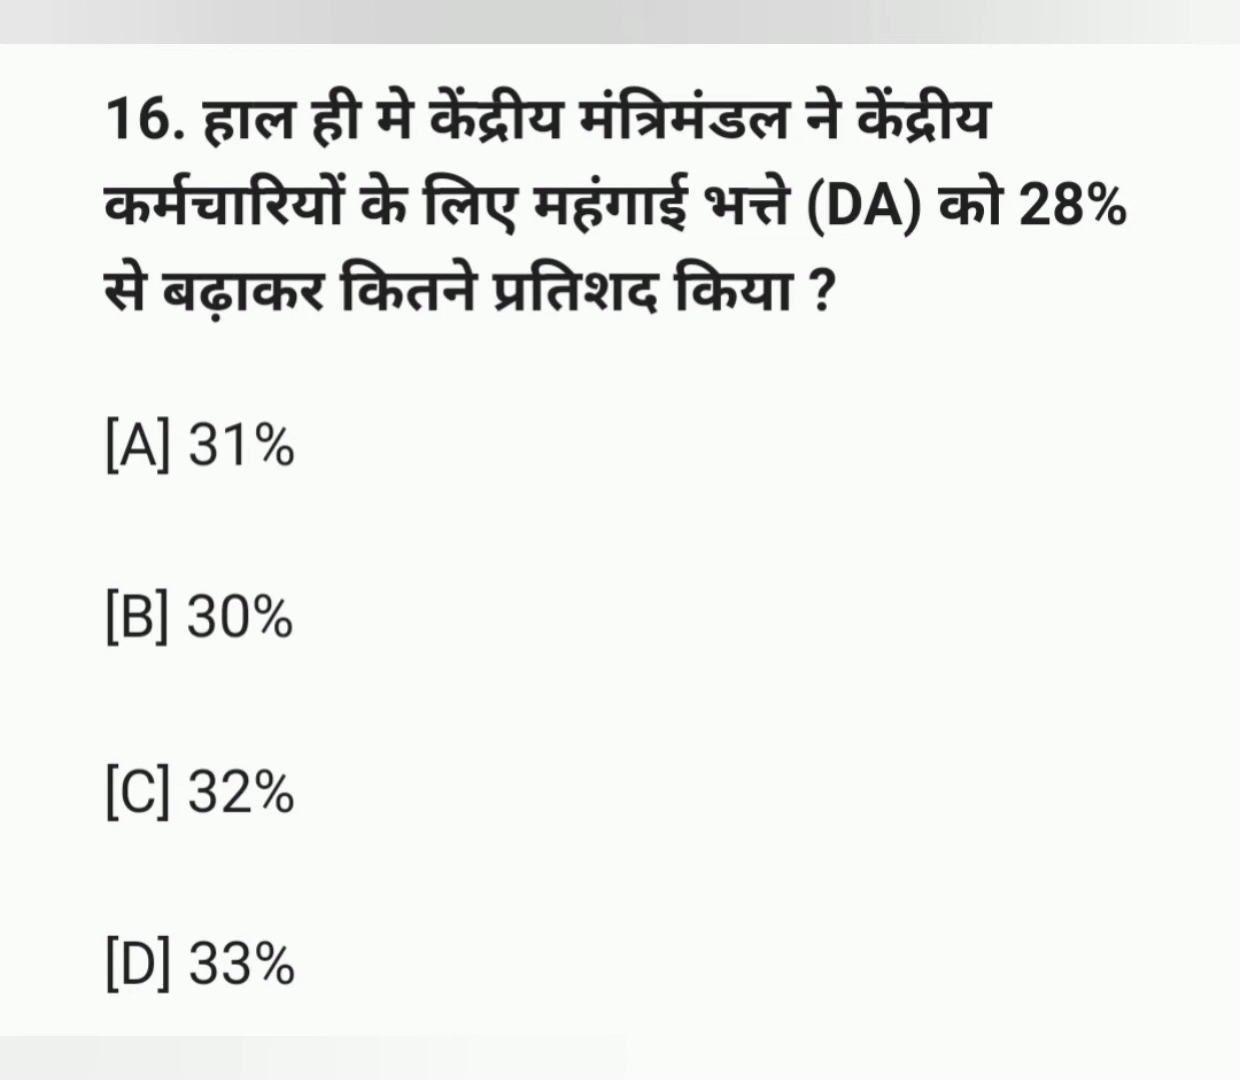 16. हाल ही मे केंद्रीय मंत्रिमंडल ने केंद्रीय
कर्मचारियों के लिए महंगाई भत्ते (DA) को 28%
से बढ़ाकर कितने प्रतिशद किया ?
[A] 31%
[B] 30%
[C] 32%
[D] 33%